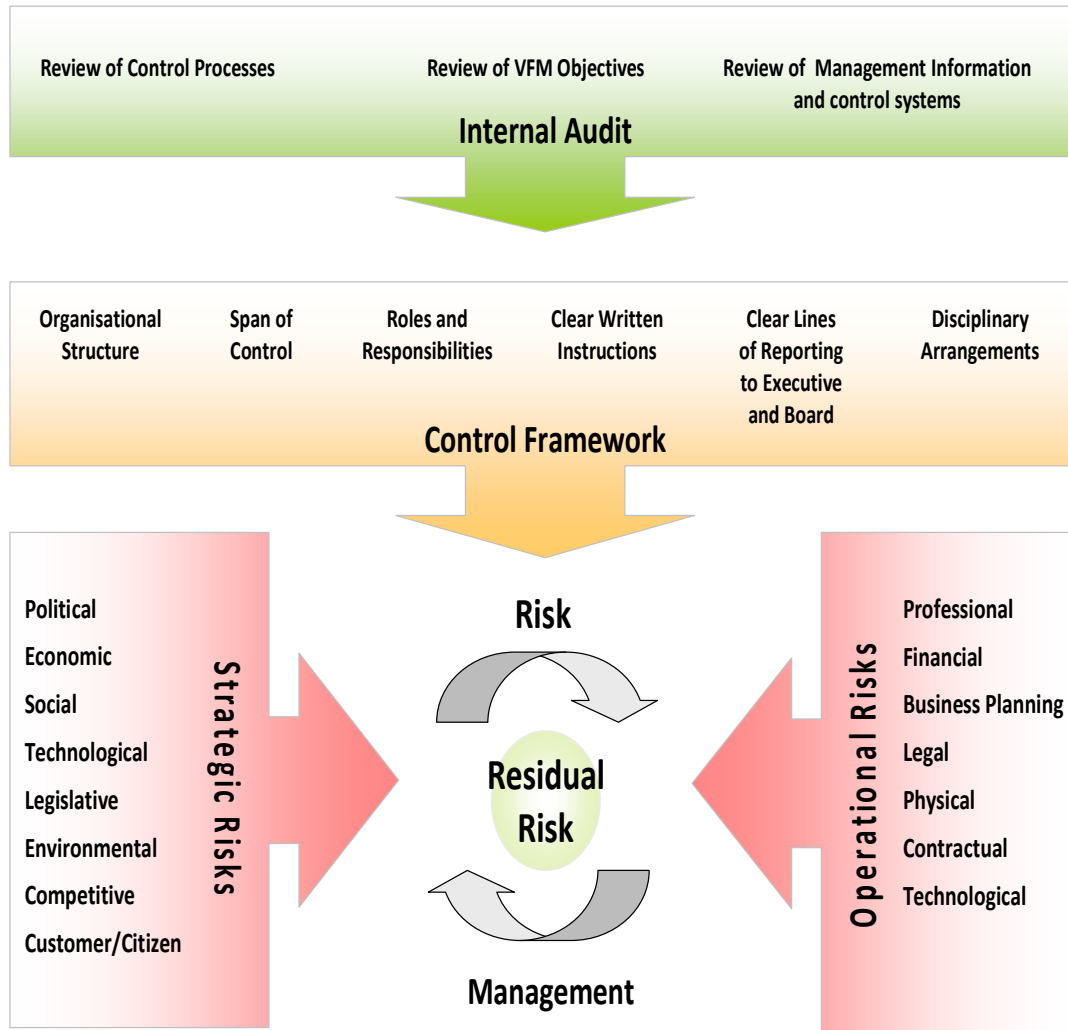 Review of Control Processes
Review of VFM Objectives
Review of Management Information
and control systems
Internal Audit
Organisational
Structure
Span of
Control
Roles and
Responsibilities
Clear Written
Instructions
Clear Lines
of Reporting
to Executive
and Board
Disciplinary
Arrangements
Control Framework
Political
Economic
Social
Technological
Legislative
Environmental
Competitive
Customer/Citizen
Strategic Risks
Risk
Residual
Risk
Management
Operational Risks
Professional
Financial
Business Planning
Legal
Physical
Contractual
Technological